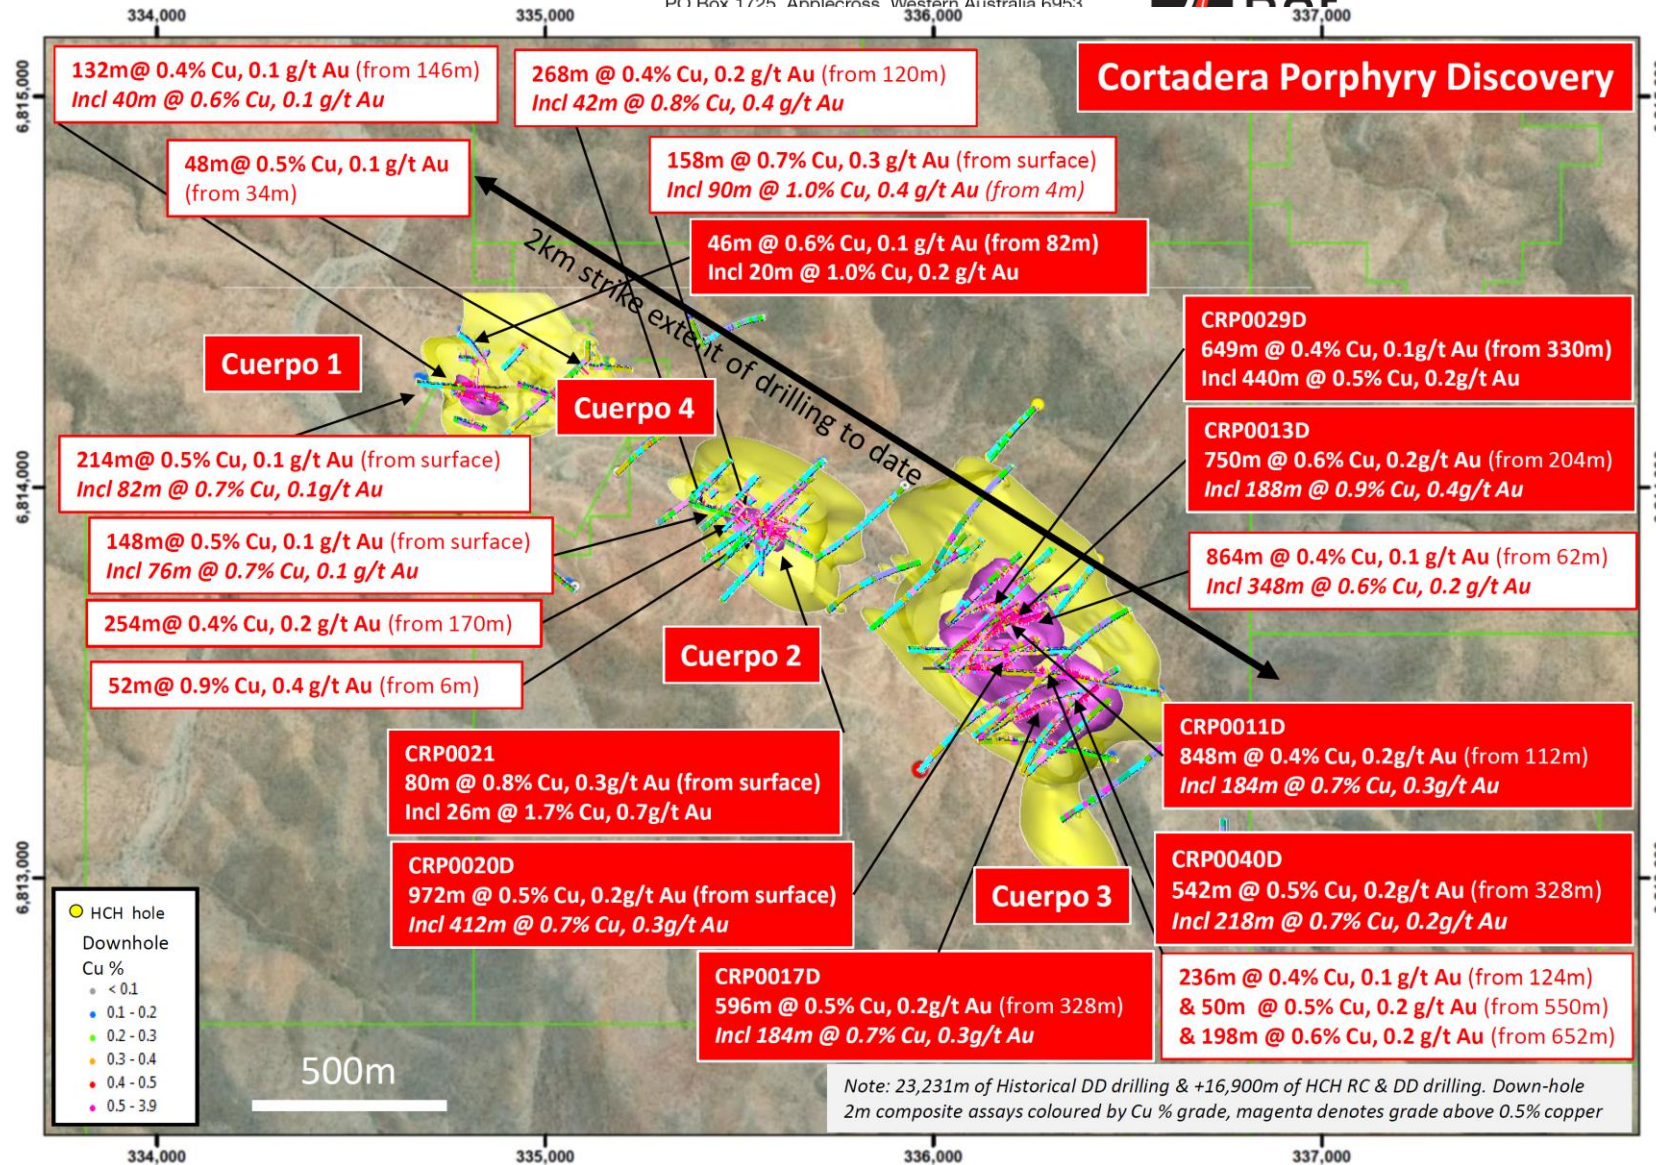 PO Box 1725, Applecross, Western Australia 6953
334,000
335,000
336,000
337,000
6,815,000
6,814,000
6,813,000
Cortadera Porphyry Discovery
132m@ 0.4% Cu, 0.1 g/t Au (from 146m)
Incl 40m @ 0.6% Cu, 0.1 g/t Au
268m @ 0.4% Cu, 0.2 g/t Au (from 120m)
Incl 42m @ 0.8% Cu, 0.4 g/t Au
48m@ 0.5% Cu, 0.1 g/t Au
(from 34m)
158m @ 0.7% Cu, 0.3 g/t Au (from surface)
Incl 90m @ 1.0% Cu, 0.4 g/t Au (from 4m)
46m @ 0.6% Cu, 0.1 g/t Au (from 82m)
Incl 20m @ 1.0% Cu, 0.2 g/t Au
2km strike extent of drilling to date
Cuerpo 1
Cuerpo 4
CRP0029D
649m @ 0.4% Cu, 0.1g/t Au (from 330m)
Incl 440m @ 0.5% Cu, 0.2g/t Au
CRP0013D
750m @ 0.6% Cu, 0.2g/t Au (from 204m)
Incl 188m @ 0.9% Cu, 0.4g/t Au
214m@ 0.5% Cu, 0.1 g/t Au (from surface)
Incl 82m @ 0.7% Cu, 0.1g/t Au
148m@ 0.5% Cu, 0.1 g/t Au (from surface)
Incl 76m @ 0.7% Cu, 0.1 g/t Au
864m @ 0.4% Cu, 0.1 g/t Au (from 62m)
Incl 348m @ 0.6% Cu, 0.2 g/t Au
254m@ 0.4% Cu, 0.2 g/t Au (from 170m)
52m@ 0.9% Cu, 0.4 g/t Au (from 6m)
Cuerpo 2
CRP0021
80m @ 0.8% Cu, 0.3g/t Au (from surface)
Incl 26m @ 1.7% Cu, 0.7g/t Au
CRP0011D
848m @ 0.4% Cu, 0.2g/t Au (from 112m)
Incl 184m @ 0.7% Cu, 0.3g/t Au
CRP0020D
972m @ 0.5% Cu, 0.2g/t Au (from surface)
Incl 412m @ 0.7% Cu, 0.3g/t Au
Cuerpo 3
CRP0040D
542m @ 0.5% Cu, 0.2g/t Au (from 328m)
Incl 218m @ 0.7% Cu, 0.2g/t Au
CRP0017D
596m @ 0.5% Cu, 0.2g/t Au (from 328m)
Incl 184m @ 0.7% Cu, 0.3g/t Au
236m @ 0.4% Cu, 0.1 g/t Au (from 124m)
& 50m @ 0.5% Cu, 0.2 g/t Au (from 550m)
& 198m @ 0.6% Cu, 0.2 g/t Au (from 652m)
HCH hole
Downhole
Cu %
< 0.1
0.1 - 0.2
0.2 - 0.3
0.3 - 0.4
0.4 - 0.5
0.5 - 3.9
500m
Note: 23,231m of Historical DD drilling & +16,900m of HCH RC & DD drilling. Down-hole
2m composite assays coloured by Cu % grade, magenta denotes grade above 0.5% copper
334,000
335,000
336,000
337,000